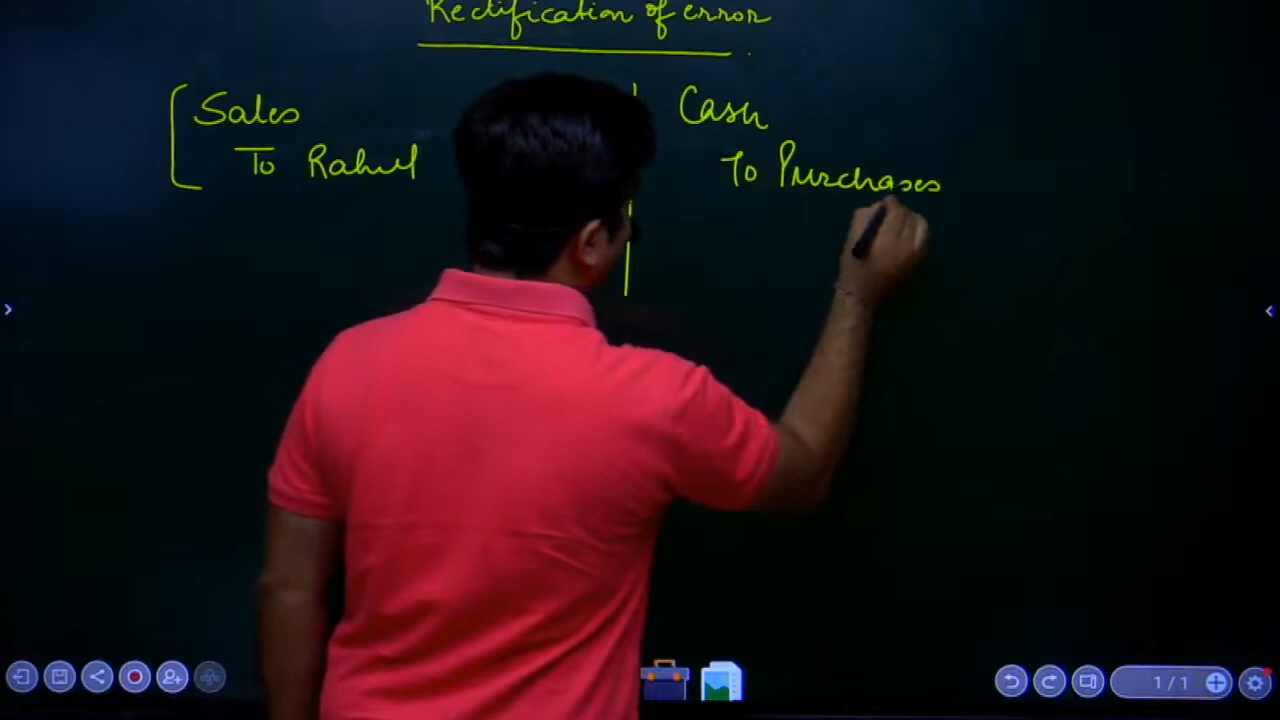 Rectification of error
Sales
To Rahul
Cash
To Purchases
1/1